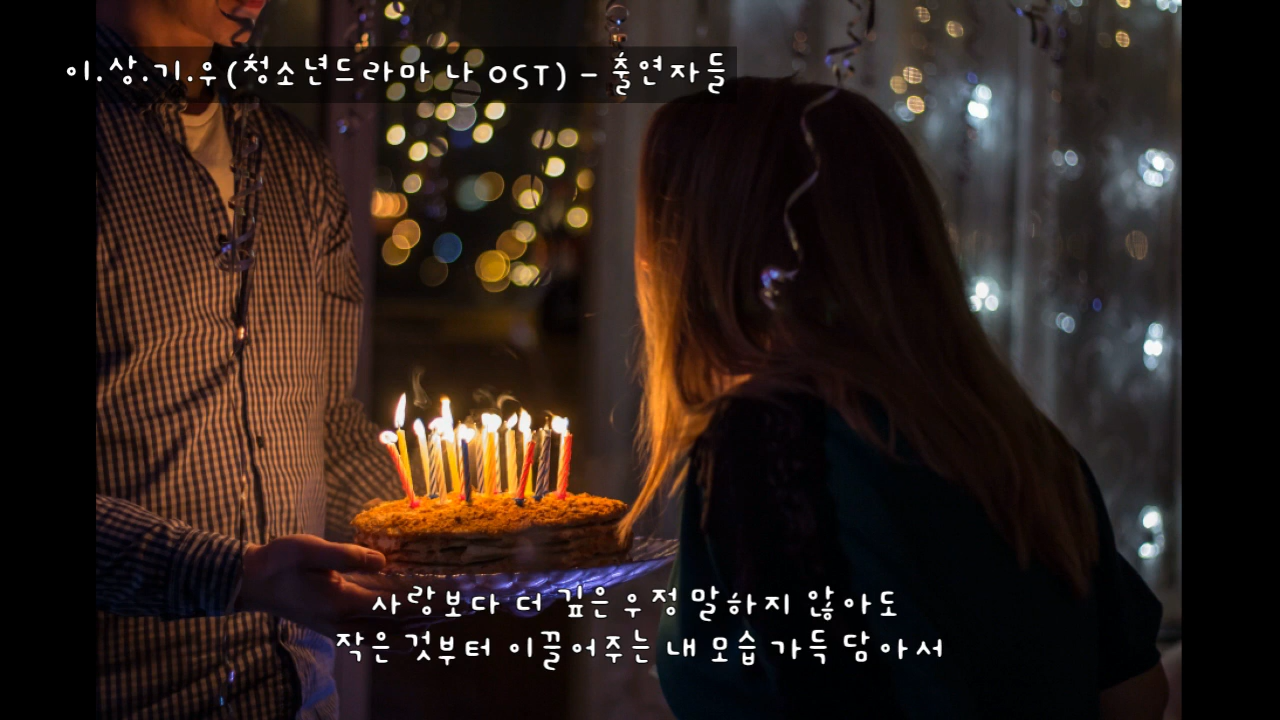 이.상.기.우(청소년드라마 나 OST) - 출연자들
사랑보다 더 깊은 우정 말하지 않아도
작은 것부터 이끌어주는 내 모습 가득 담아서